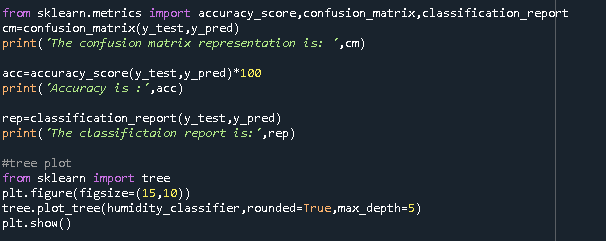 from sklearn.metrics import accuracy_score,confusion_matrix,classification_report
cm=confusion_matrix(y_test,y_pred)
print('The confusion matrix representation is: ',cm)
acc=accuracy_score(y_test,y_pred)*100
print('Accuracy is :',acc)
rep=classification_report(y_test,y_pred)
print('The classifictaion report is:',rep)
#tree plot
from sklearn import tree
plt.figure(figsize=(15,10))
tree.plot_tree(humidity_classifier,rounded=True,max_depth=5)
plt.show()